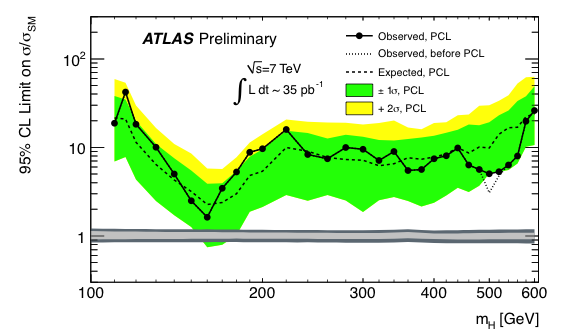 ATLAS Preliminary
√s=7 TeV
∫ L dt ~ 35 pb⁻¹
Observed, PCL
Observed, before PCL
Expected, PCL
± 1σ, PCL
+ 2σ, PCL
95% CL Limit on σ/σSM
10²
10
1
100 200 300 400 500 600
mH [GeV]